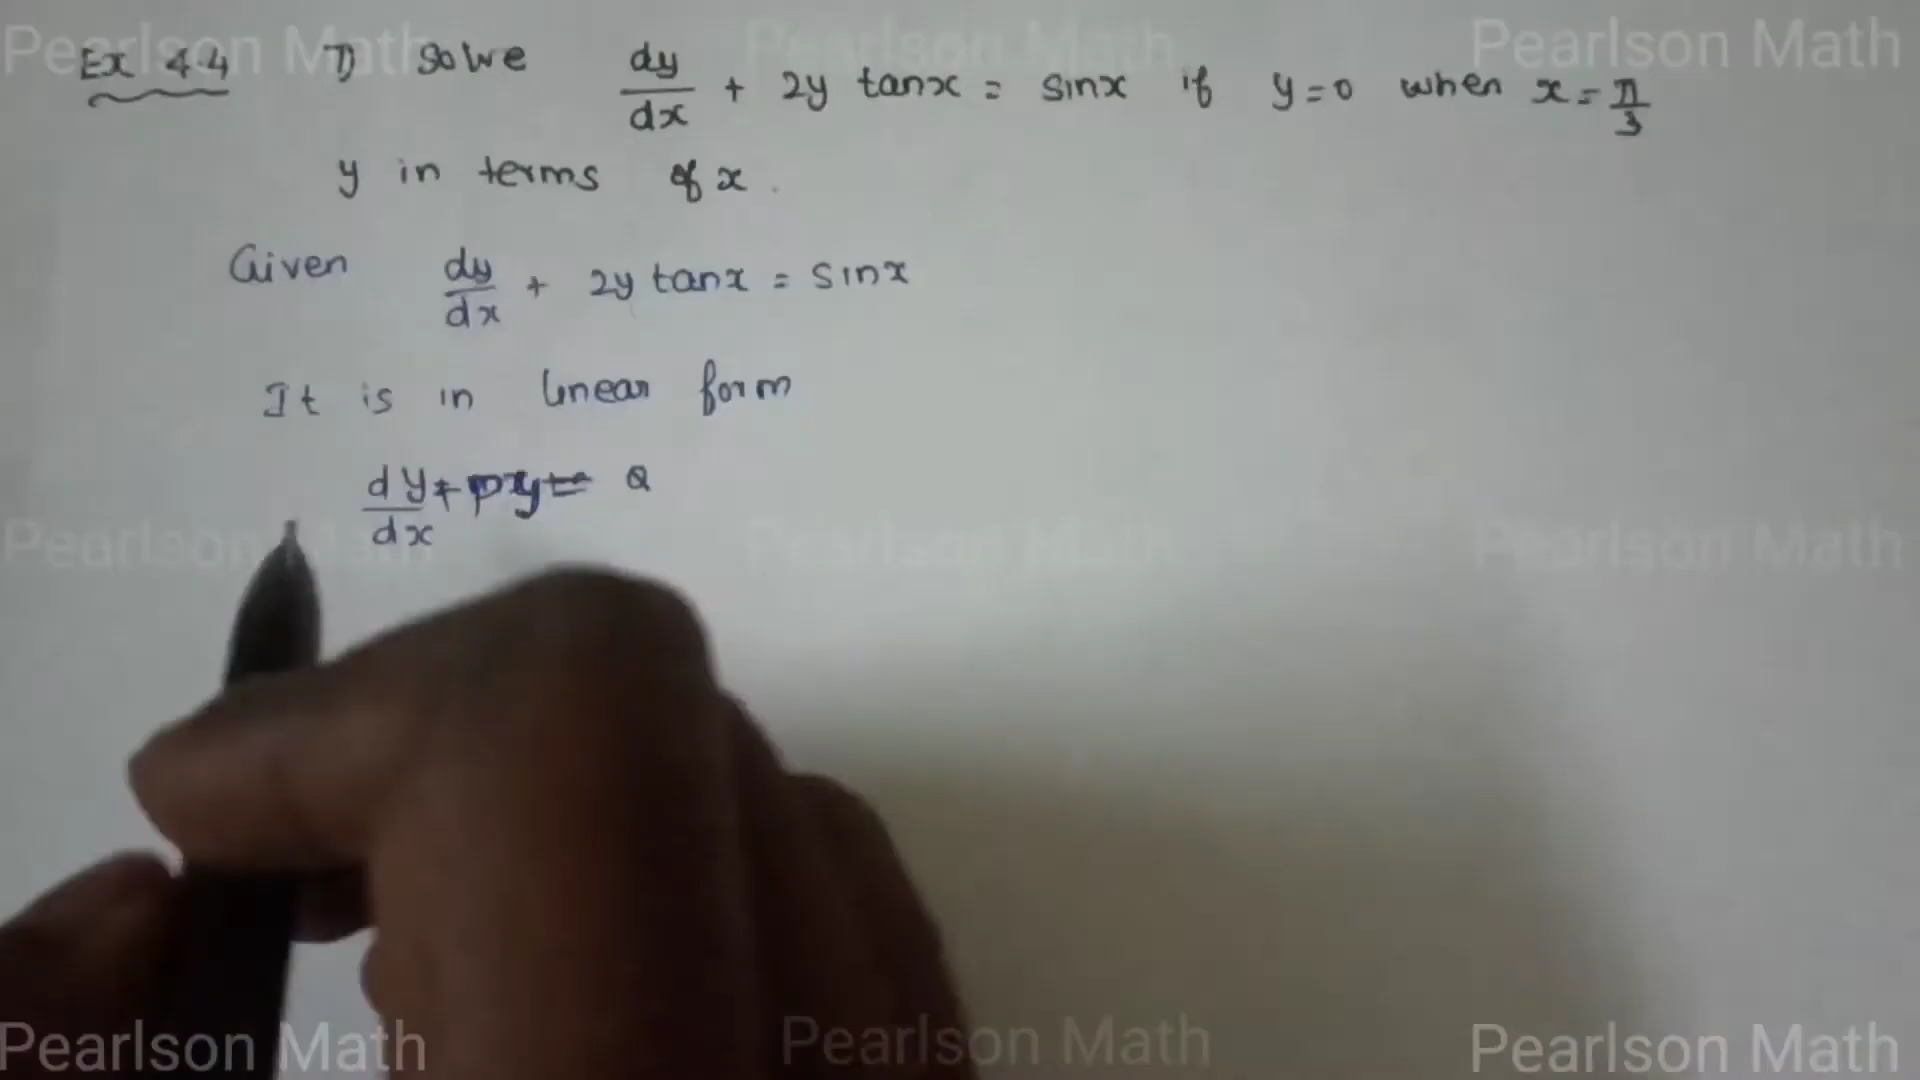 Pearlson Math Pearlson Math Pearlson Math
Ex 4.4 1) Solve dy/dx + 2y tanx = sinx if y=0 when x=π/3
y in terms of x.
Given dy/dx + 2y tanx = sinx
It is in linear form
dy/dx + py = Q
Pearlson Math Pearlson Math Pearlson Math
Pearlson Math Pearlson Math Pearlson Math